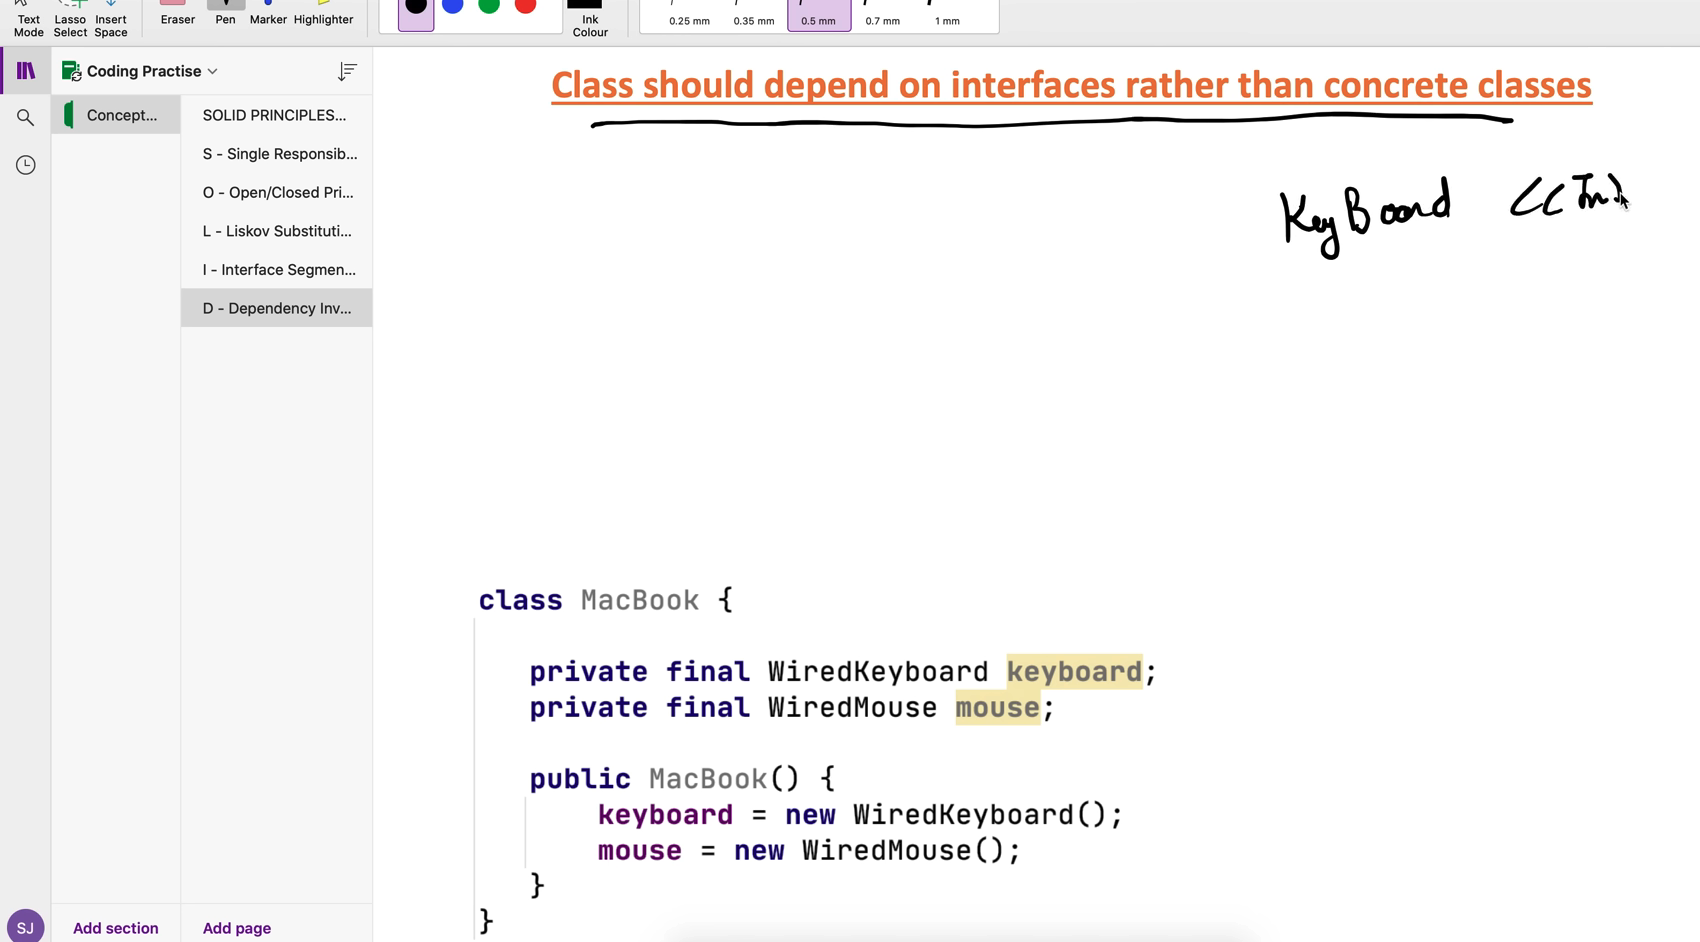 Text Mode
Lasso Select
Insert Space
Eraser
Pen
Marker
Highlighter
Ink Colour
0.25 mm
0.35 mm
0.5 mm
0.7 mm
1 mm
Coding Practise
Concept...
SOLID PRINCIPLES...
S - Single Responsib...
O - Open/Closed Pri...
L - Liskov Substituti...
I - Interface Segmen...
D - Dependency Inv...
SJ
Add section
Add page
Class should depend on interfaces rather than concrete classes
KeyBoard <<In
class MacBook {
private final WiredKeyboard keyboard;
private final WiredMouse mouse;
public MacBook() {
keyboard = new WiredKeyboard();
mouse = new WiredMouse();
}
}